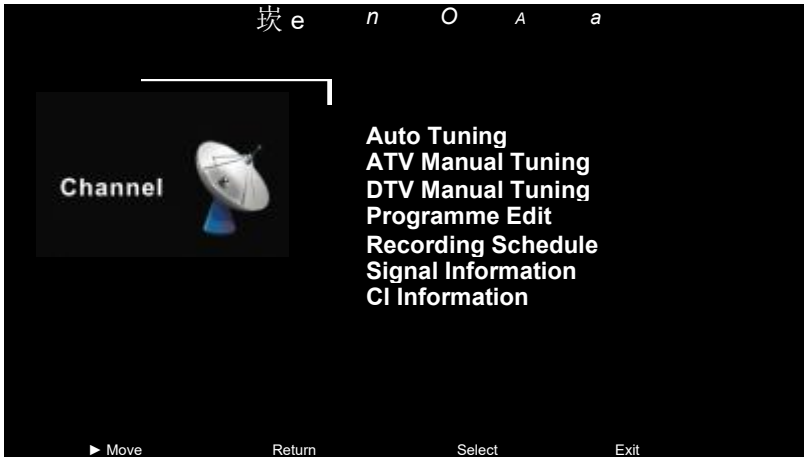 崁 e n O A a
Channel
Auto Tuning
ATV Manual Tuning
DTV Manual Tuning
Programme Edit
Recording Schedule
Signal Information
CI Information
► Move Return Select Exit